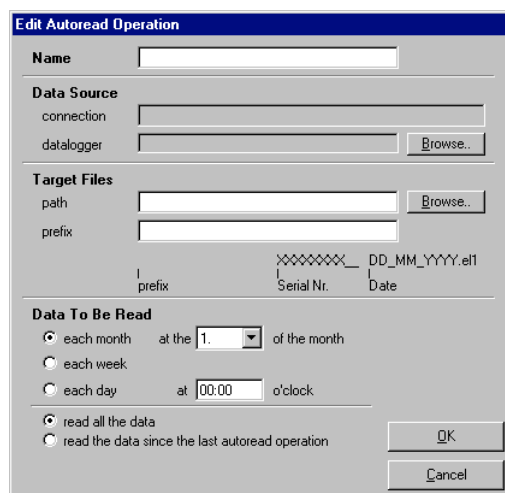 Edit Autoread Operation
Name
Data Source
connection
datalogger Browse..
Target Files
path Browse..
prefix
XXXXXXXX__ DD_MM_YYYY.el1
prefix Serial Nr. Date
Data To Be Read
each month at the 1. of the month
each week
each day at 00:00 o'clock
read all the data
read the data since the last autoread operation
OK
Cancel